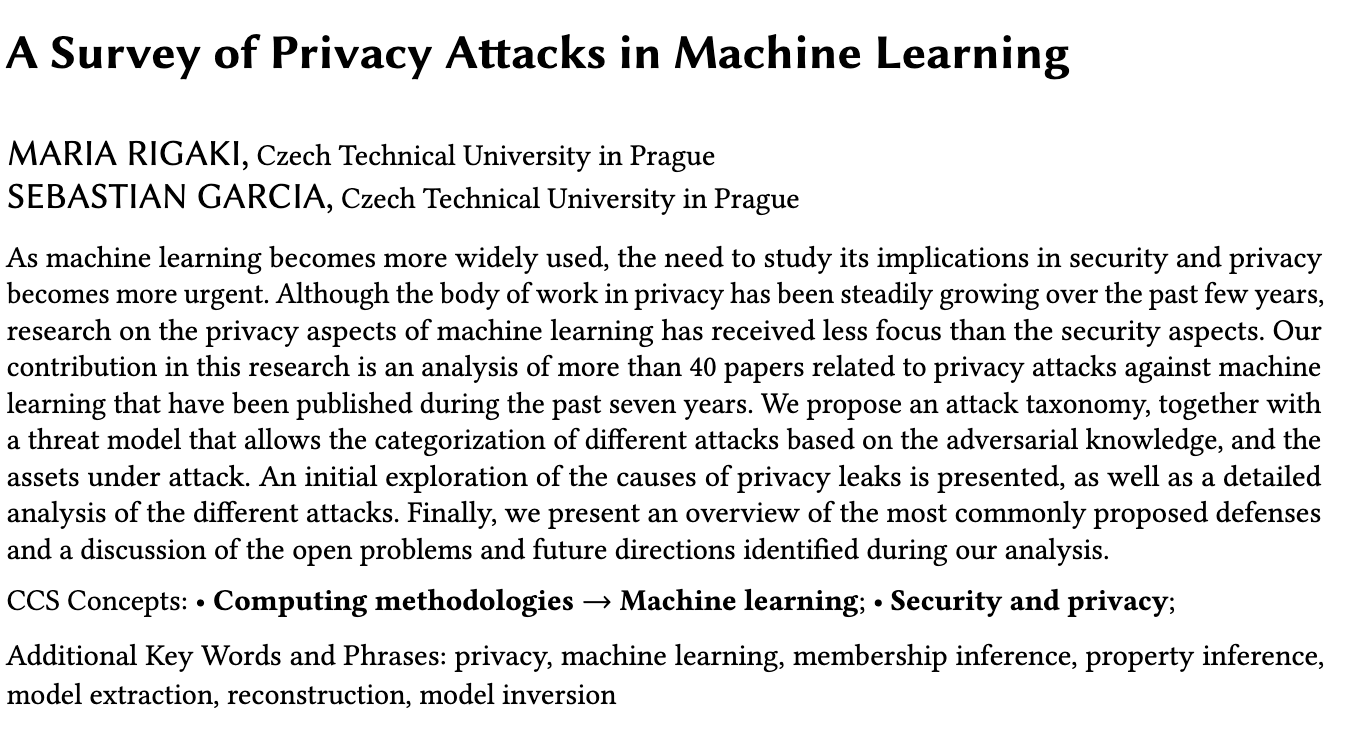 A Survey of Privacy Attacks in Machine Learning
MARIA RIGAKI, Czech Technical University in Prague
SEBASTIAN GARCIA, Czech Technical University in Prague
As machine learning becomes more widely used, the need to study its implications in security and privacy
becomes more urgent. Although the body of work in privacy has been steadily growing over the past few years,
research on the privacy aspects of machine learning has received less focus than the security aspects. Our
contribution in this research is an analysis of more than 40 papers related to privacy attacks against machine
learning that have been published during the past seven years. We propose an attack taxonomy, together with
a threat model that allows the categorization of different attacks based on the adversarial knowledge, and the
assets under attack. An initial exploration of the causes of privacy leaks is presented, as well as a detailed
analysis of the different attacks. Finally, we present an overview of the most commonly proposed defenses
and a discussion of the open problems and future directions identified during our analysis.
CCS Concepts: • Computing methodologies → Machine learning; • Security and privacy;
Additional Key Words and Phrases: privacy, machine learning, membership inference, property inference,
model extraction, reconstruction, model inversion